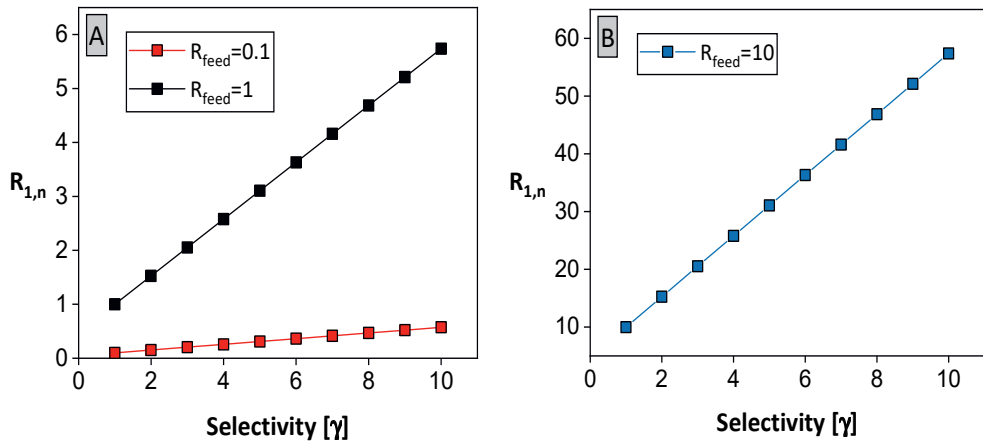 A
R_feed=0.1
R_feed=1
6
5
4
3
2
1
0
R_1,n
0 2 4 6 8 10
Selectivity [γ]
B
R_feed=10
60
50
40
30
20
10
R_1,n
0 2 4 6 8 10
Selectivity [γ]